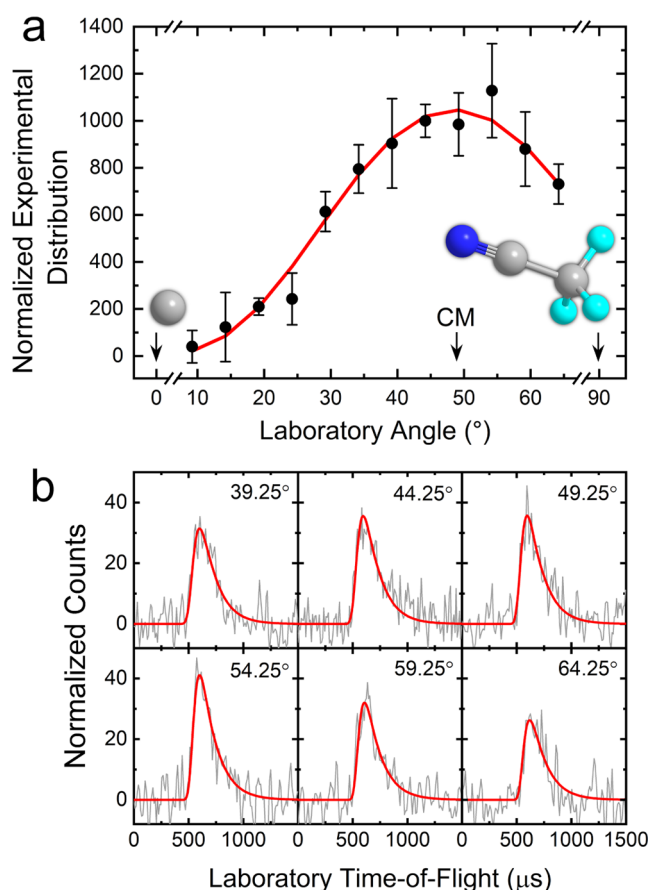 a
1400
1200
1000
800
600
400
200
0
Normalized Experimental
Distribution
CM
0 10 20 30 40 50 60 90
Laboratory Angle (°)
b
39.25° 44.25° 49.25°
40
20
0
54.25° 59.25° 64.25°
40
20
0
Normalized Counts
0 500 1000 0 500 1000 0 500 1000 1500
Laboratory Time-of-Flight (μs)